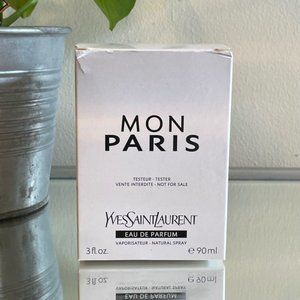 MON
PARIS
TESTEUR - TESTER
VENTE INTERDITE - NOT FOR SALE
YVESSAINTLAURENT
EAU DE PARFUM
VAPORISATEUR - NATURAL SPRAY
3 fl.oz. e 90ml